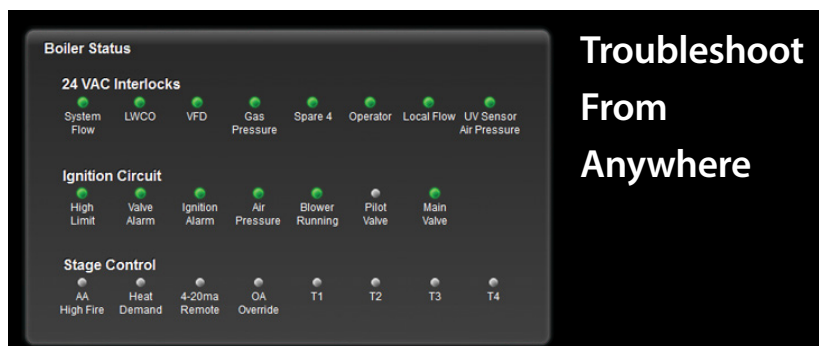 Boiler Status
24 VAC Interlocks
System Flow
LWCO
VFD
Gas Pressure
Spare 4
Operator
Local Flow
UV Sensor Air Pressure
Ignition Circuit
High Limit
Valve Alarm
Ignition Alarm
Air Pressure
Blower Running
Pilot Valve
Main Valve
Stage Control
AA High Fire
Heat Demand
4-20ma Remote
OA Override
T1
T2
T3
T4
Troubleshoot
From
Anywhere